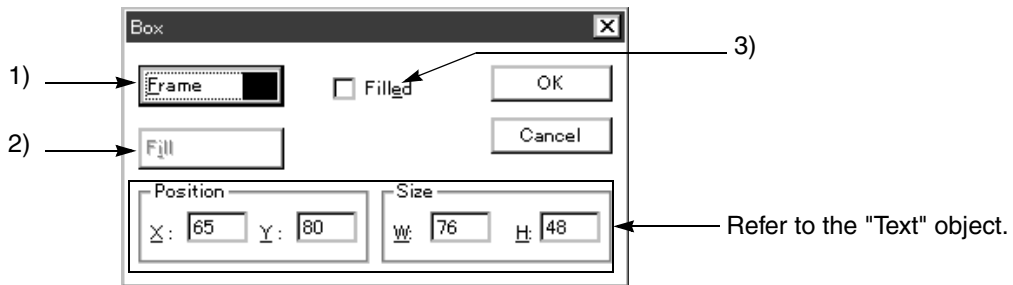 Box
1)
Frame
Filled
3)
OK
2)
Fill
Cancel
Position
X: 65 Y: 80
Size
W: 76 H: 48
Refer to the "Text" object.